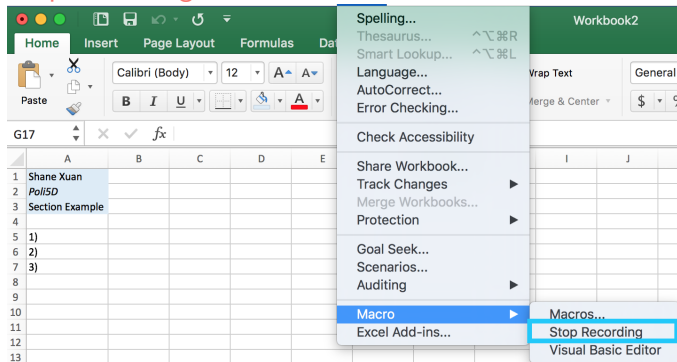 Workbook2
Home Insert Page Layout Formulas Dat
Paste
Calibri (Body) 12 A A
B I U A
Wrap Text
Merge & Center
General
$ %
G17 fx
A B C D E I J
1 Shane Xuan
2 Poli5D
3 Section Example
4
5 1)
6 2)
7 3)
8
9
10
11
12
13
Spelling...
Thesaurus... ^⌥⌘R
Smart Lookup... ^⌥⌘L
Language...
AutoCorrect...
Error Checking...
Check Accessibility
Share Workbook...
Track Changes
Merge Workbooks...
Protection
Goal Seek...
Scenarios...
Auditing
Macro
Excel Add-ins...
Macros...
Stop Recording
Visual Basic Editor